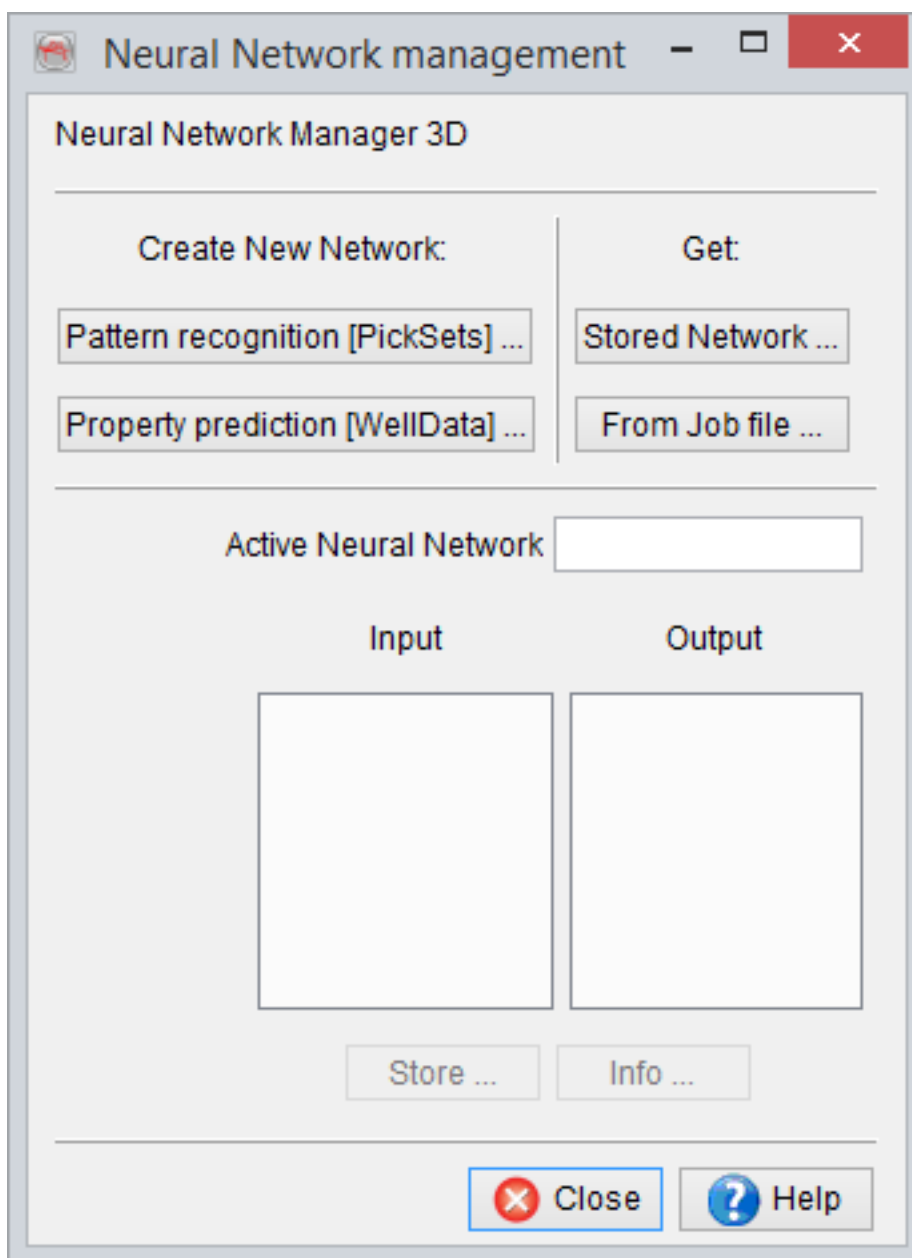 Neural Network management
Neural Network Manager 3D
Create New Network:
Get:
Pattern recognition [PickSets] ...
Stored Network ...
Property prediction [WellData] ...
From Job file ...
Active Neural Network
Input
Output
Store ...
Info ...
Close
Help